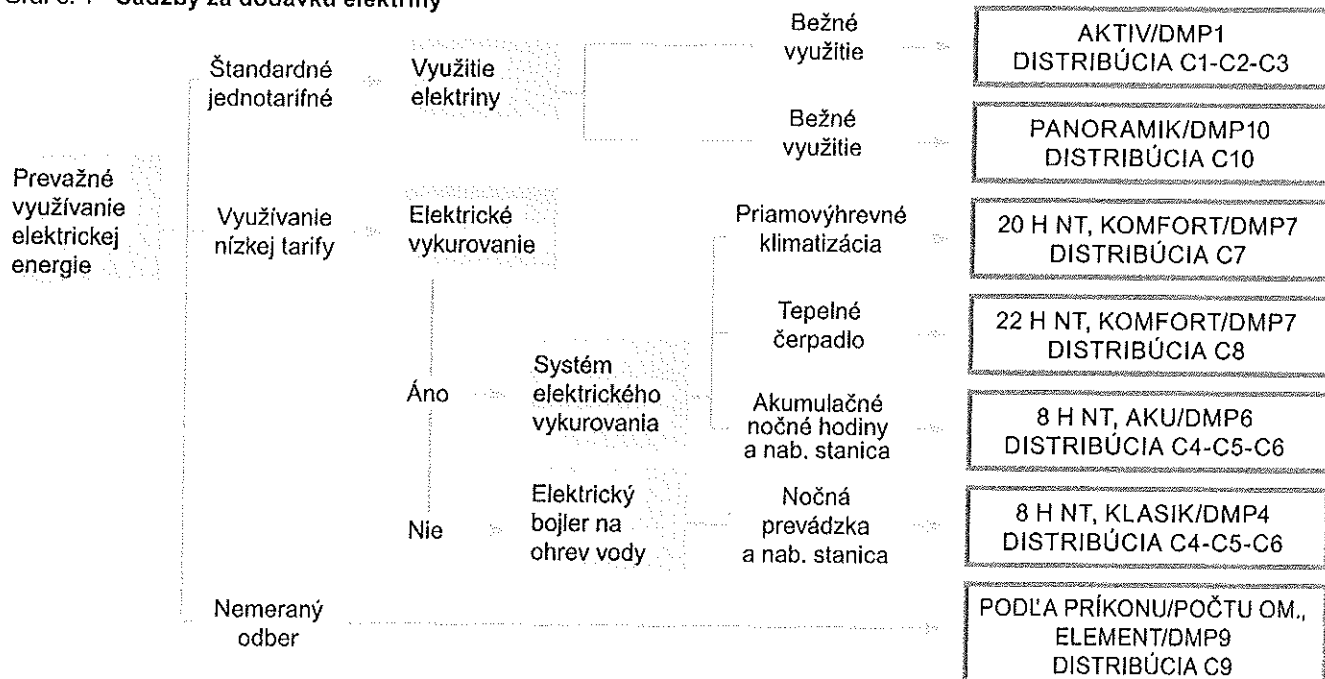 Sadzby za dodávku elektriny
Prevažné
využívanie
elektrickej
energie
Štandardné
jednotarifné
Využitie
elektriny
Bežné
využitie
AKTIV/DMP1
DISTRIBÚCIA C1-C2-C3
Bežné
využitie
PANORAMIK/DMP10
DISTRIBÚCIA C10
Využívanie
nízkej tarify
Elektrické
vykurovanie
Áno
Systém
elektrického
vykurovania
Priamovýhrevné
klimatizácia
20 H NT, KOMFORT/DMP7
DISTRIBÚCIA C7
Tepelné
čerpadlo
22 H NT, KOMFORT/DMP7
DISTRIBÚCIA C8
Akumulačné
nočné hodiny
a nab. stanica
8 H NT, AKU/DMP6
DISTRIBÚCIA C4-C5-C6
Nie
Elektrický
bojler na
ohrev vody
Nočná
prevádzka
a nab. stanica
8 H NT, KLASIK/DMP4
DISTRIBÚCIA C4-C5-C6
Nemeraný
odber
PODĽA PRÍKONU/POČTU OM.,
ELEMENT/DMP9
DISTRIBÚCIA C9